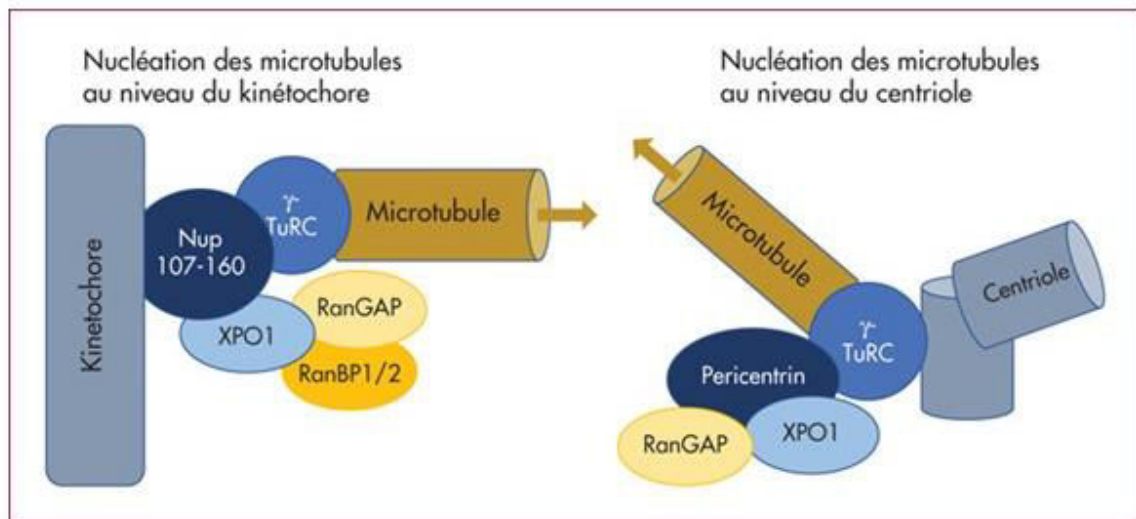 Nucléation des microtubules
au niveau du kinétochore
Kinetochore
Nup
107-160
γ
TuRC
Microtubule
XPO1
RanGAP
RanBP1/2
Nucléation des microtubules
au niveau du centriole
Microtubule
γ
TuRC
Centriole
Pericentrin
RanGAP
XPO1